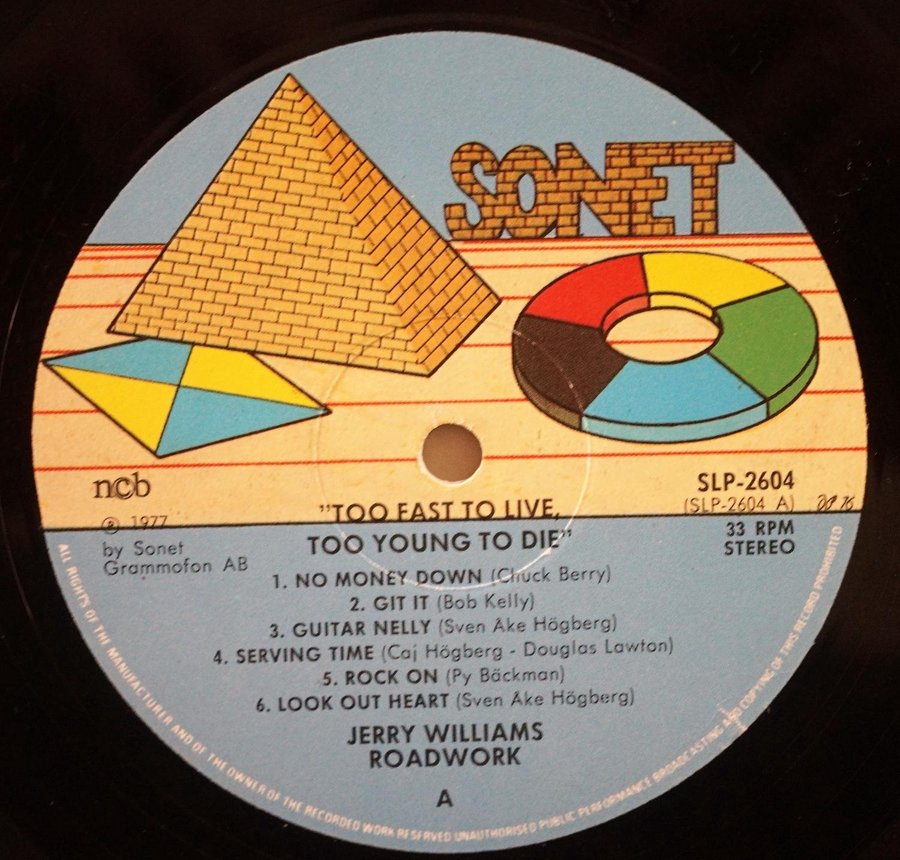 SONET
ncb
℗ 1977
by Sonet
Grammofon AB
SLP-2604
(SLP-2604 A)
33 RPM
STEREO
"TOO FAST TO LIVE,
TOO YOUNG TO DIE"
1. NO MONEY DOWN (Chuck Berry)
2. GIT IT (Bob Kelly)
3. GUITAR NELLY (Sven Åke Högberg)
4. SERVING TIME (Caj Högberg - Douglas Lawton)
5. ROCK ON (Py Bäckman)
6. LOOK OUT HEART (Sven Åke Högberg)
JERRY WILLIAMS
ROADWORK
A
ALL RIGHTS OF THE MANUFACTURER AND OF THE OWNER OF THE RECORDED WORK RESERVED UNAUTHORISED PUBLIC PERFORMANCE BROADCASTING AND COPYING OF THIS RECORD PROHIBITED